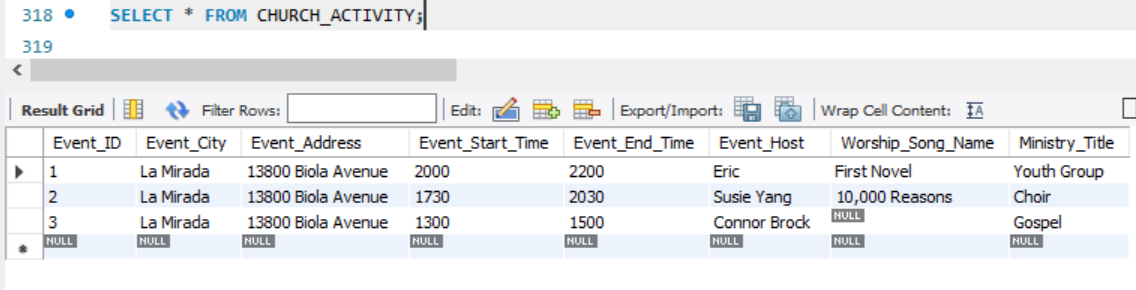 318 SELECT * FROM CHURCH_ACTIVITY;
319
Result Grid Filter Rows: Edit: Export/Import: Wrap Cell Content: IA
Event_ID Event_City Event_Address Event_Start_Time Event_End_Time Event_Host Worship_Song_Name Ministry_Title
1 La Mirada 13800 Biola Avenue 2000 2200 Eric First Novel Youth Group
2 La Mirada 13800 Biola Avenue 1730 2030 Susie Yang 10,000 Reasons Choir
3 La Mirada 13800 Biola Avenue 1300 1500 Connor Brock NULL Gospel
NULL NULL NULL NULL NULL NULL NULL NULL